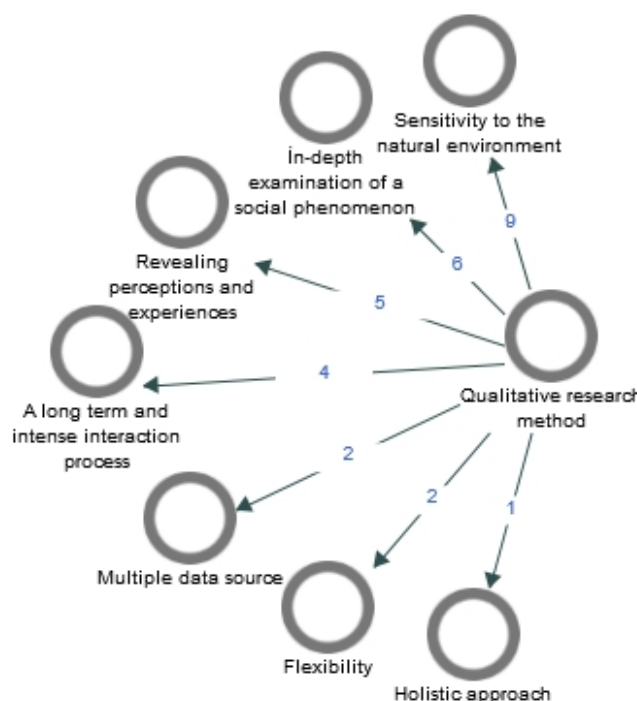 Sensitivity to the
natural environment
İn-depth
examination of a
social phenomenon
9
6
Revealing
perceptions and
experiences
5
4
A long term and
intense interaction
process
Qualitative research
method
2
2
1
Multiple data source
Flexibility
Holistic approach